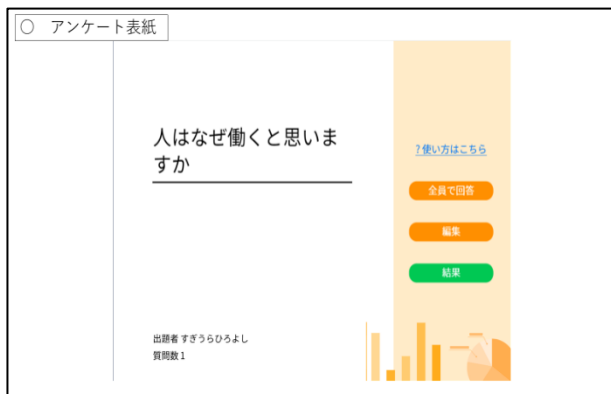 ○ アンケート表紙
人はなぜ働くと思いま
すか
?使い方はこちら
全員で回答
編集
結果
出題者 すぎうらひろよし
質問数 1